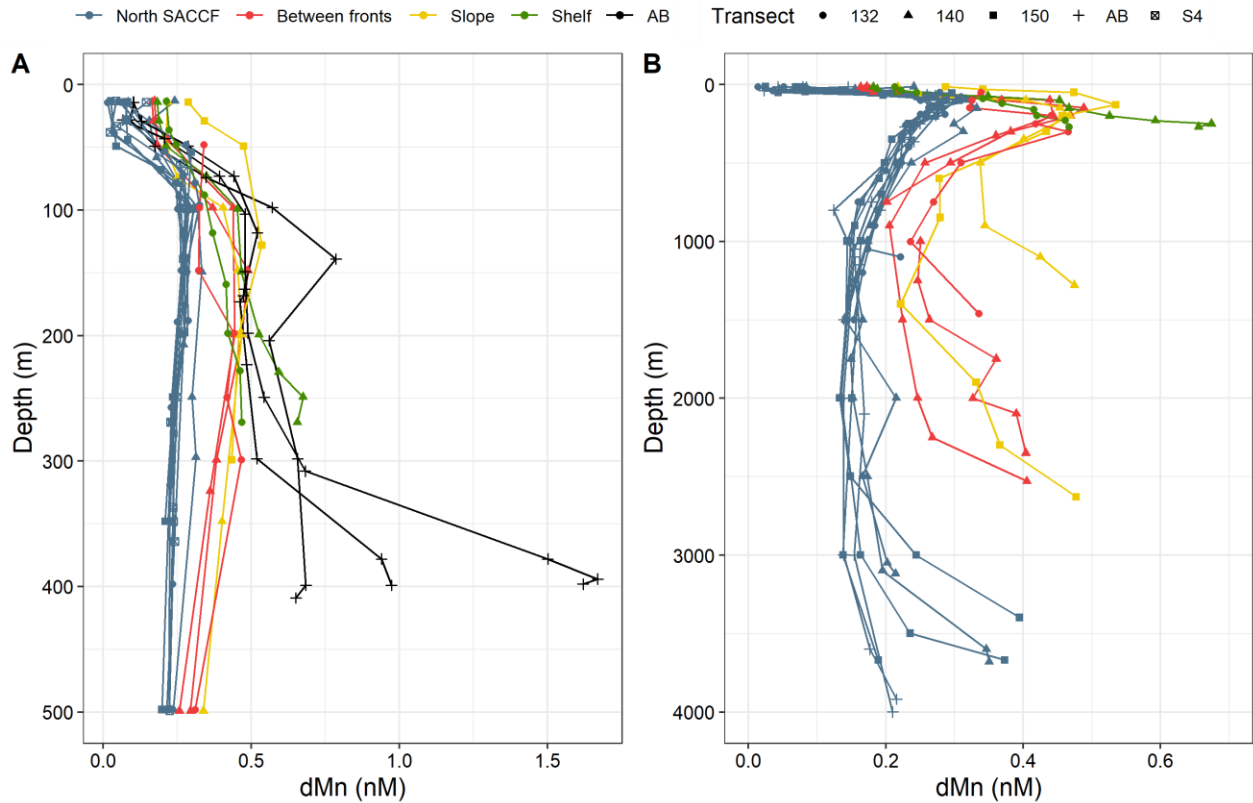 North SACCF Between fronts Slope Shelf AB Transect 132 140 150 AB S4
A
0
100
200
300
400
500
Depth (m)
0.0 0.5 1.0 1.5
dMn (nM)
B
0
1000
2000
3000
4000
Depth (m)
0.0 0.2 0.4 0.6
dMn (nM)